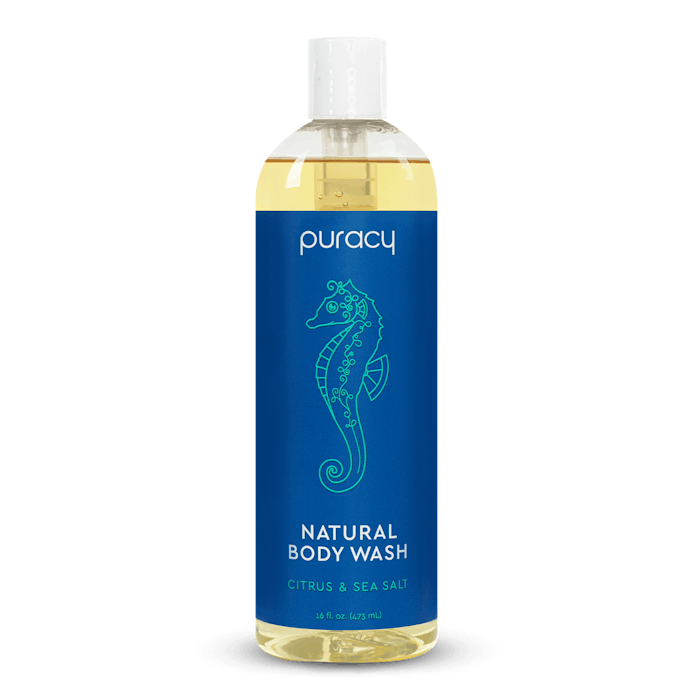 puracy
NATURAL
BODY WASH
CITRUS & SEA SALT
16 fl. oz. (473 mL)